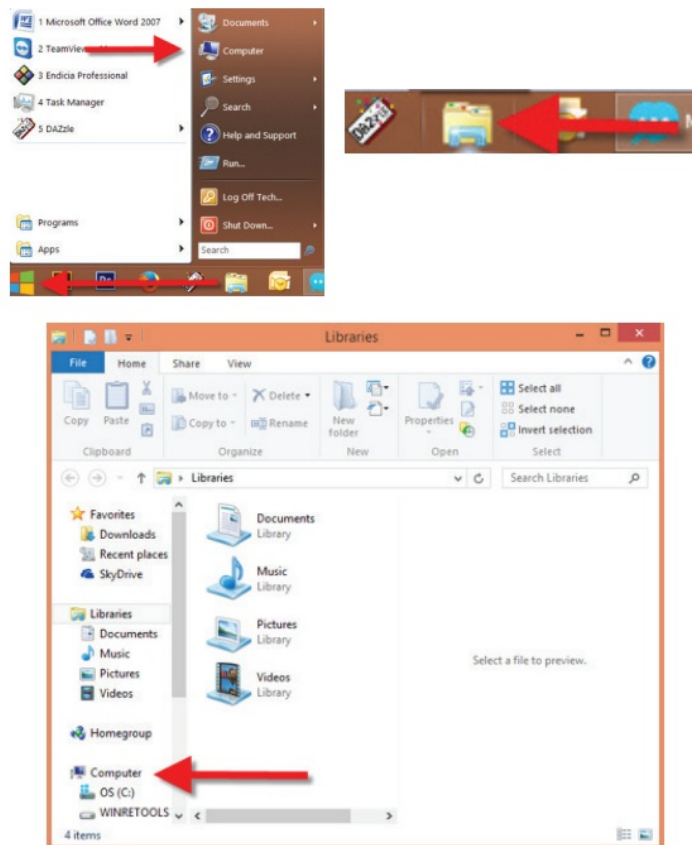 1 Microsoft Office Word 2007
2 TeamView
3 Endicia Professional
4 Task Manager
5 DAZzle
Programs
Apps
Documents
Computer
Settings
Search
Help and Support
Run...
Log Off Tech...
Shut Down...
Search
DAZzle
M
Libraries
File Home Share View
Copy Paste
Move to
Copy to
Delete
Rename
New folder
Properties
Select all
Select none
Invert selection
Clipboard Organize New Open Select
Libraries
Search Libraries
Favorites
Downloads
Recent places
SkyDrive
Libraries
Documents
Music
Pictures
Videos
Homegroup
Computer
OS (C:)
WINRETOOLS
Documents
Library
Music
Library
Pictures
Library
Videos
Library
Select a file to preview.
4 items